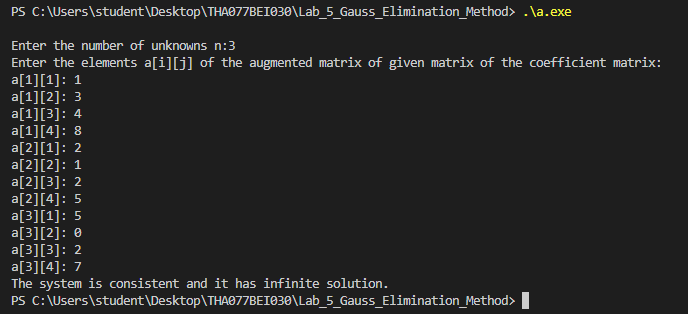 PS C:\Users\student\Desktop\THA077BEI030\Lab_5_Gauss_Elimination_Method> .\a.exe
Enter the number of unknowns n:3
Enter the elements a[i][j] of the augmented matrix of given matrix of the coefficient matrix:
a[1][1]: 1
a[1][2]: 3
a[1][3]: 4
a[1][4]: 8
a[2][1]: 2
a[2][2]: 1
a[2][3]: 2
a[2][4]: 5
a[3][1]: 5
a[3][2]: 0
a[3][3]: 2
a[3][4]: 7
The system is consistent and it has infinite solution.
PS C:\Users\student\Desktop\THA077BEI030\Lab_5_Gauss_Elimination_Method>